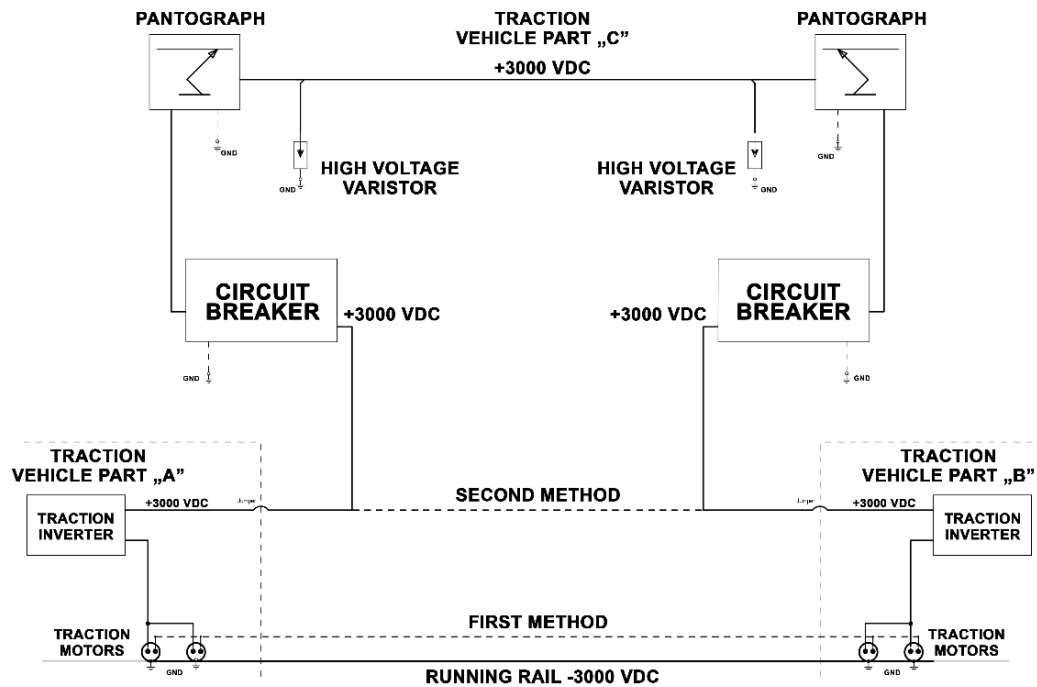 PANTOGRAPH
TRACTION
VEHICLE PART „C”
+3000 VDC
PANTOGRAPH
GND
GND
HIGH VOLTAGE
VARISTOR
GND
HIGH VOLTAGE
VARISTOR
GND
CIRCUIT
BREAKER
+3000 VDC
GND
+3000 VDC
CIRCUIT
BREAKER
GND
TRACTION
VEHICLE PART „A”
+3000 VDC
Jumper
TRACTION
INVERTER
SECOND METHOD
TRACTION
VEHICLE PART „B”
Jumper
+3000 VDC
TRACTION
INVERTER
FIRST METHOD
TRACTION
MOTORS
GND
TRACTION
MOTORS
GND
RUNNING RAIL -3000 VDC